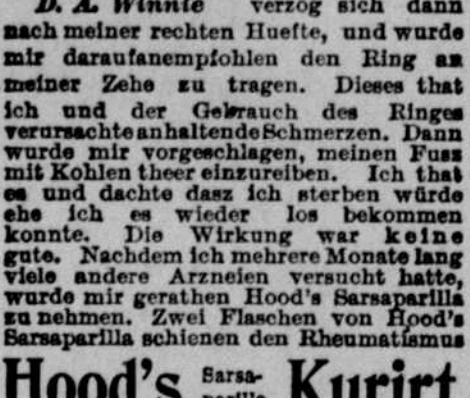 D. A. Winnie verzog sich dann
nach meiner rechten Huefte, und wurde
mir daraufanempfohlen den Ring an
meiner Zehe zu tragen. Dieses that
ich und der Gebrauch des Ringes
verursachte anhaltende Schmerzen. Dann
wurde mir vorgeschlagen, meinen Fuss
mit Kohlen theer einzureiben. Ich that
es und dachte dasz ich sterben würde
ehe ich es wieder los bekommen
konnte. Die Wirkung war keine
gute. Nachdem ich mehrere Monate lang
viele andere Arzneien versucht hatte,
wurde mir gerathen Hood's Sarsaparilla
zu nehmen. Zwei Flaschen von Hood's
Sarsaparilla schienen den Rheumatismus
Hood's Sarsa- Kurirt